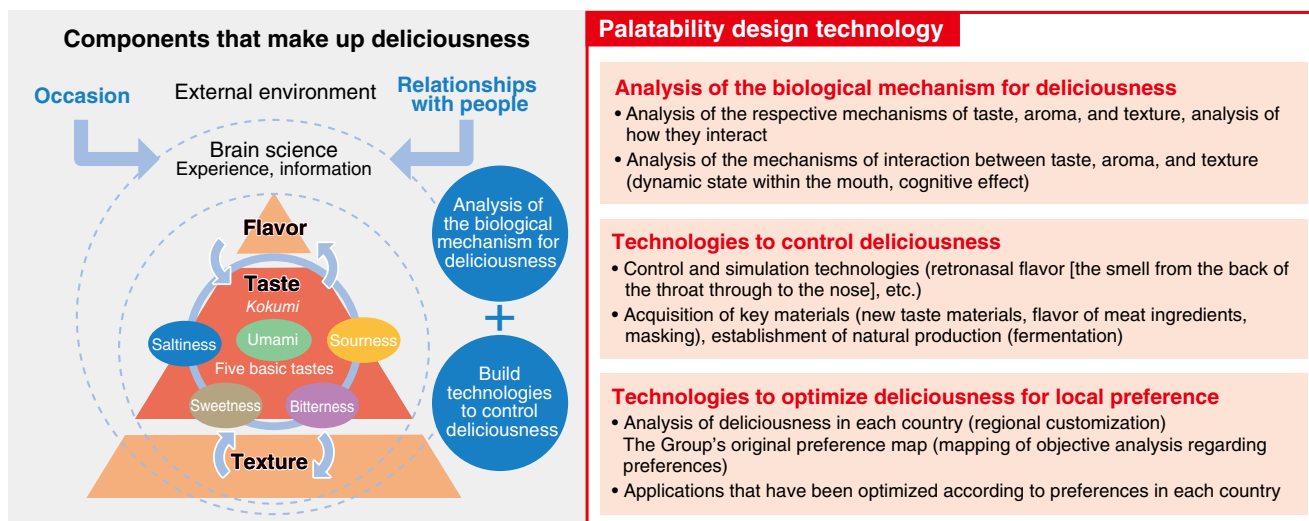 Components that make up deliciousness
Occasion
External environment
Relationships
with people
Brain science
Experience, information
Flavor
Taste
Kokumi
Saltiness
Umami
Sourness
Five basic tastes
Sweetness
Bitterness
Texture
Analysis of
the biological
mechanism for
deliciousness
+
Build
technologies
to control
deliciousness
Palatability design technology
Analysis of the biological mechanism for deliciousness
• Analysis of the respective mechanisms of taste, aroma, and texture, analysis of
how they interact
• Analysis of the mechanisms of interaction between taste, aroma, and texture
(dynamic state within the mouth, cognitive effect)
Technologies to control deliciousness
• Control and simulation technologies (retronasal flavor [the smell from the back of
the throat through to the nose], etc.)
• Acquisition of key materials (new taste materials, flavor of meat ingredients,
masking), establishment of natural production (fermentation)
Technologies to optimize deliciousness for local preference
• Analysis of deliciousness in each country (regional customization)
The Group's original preference map (mapping of objective analysis regarding
preferences)
• Applications that have been optimized according to preferences in each country